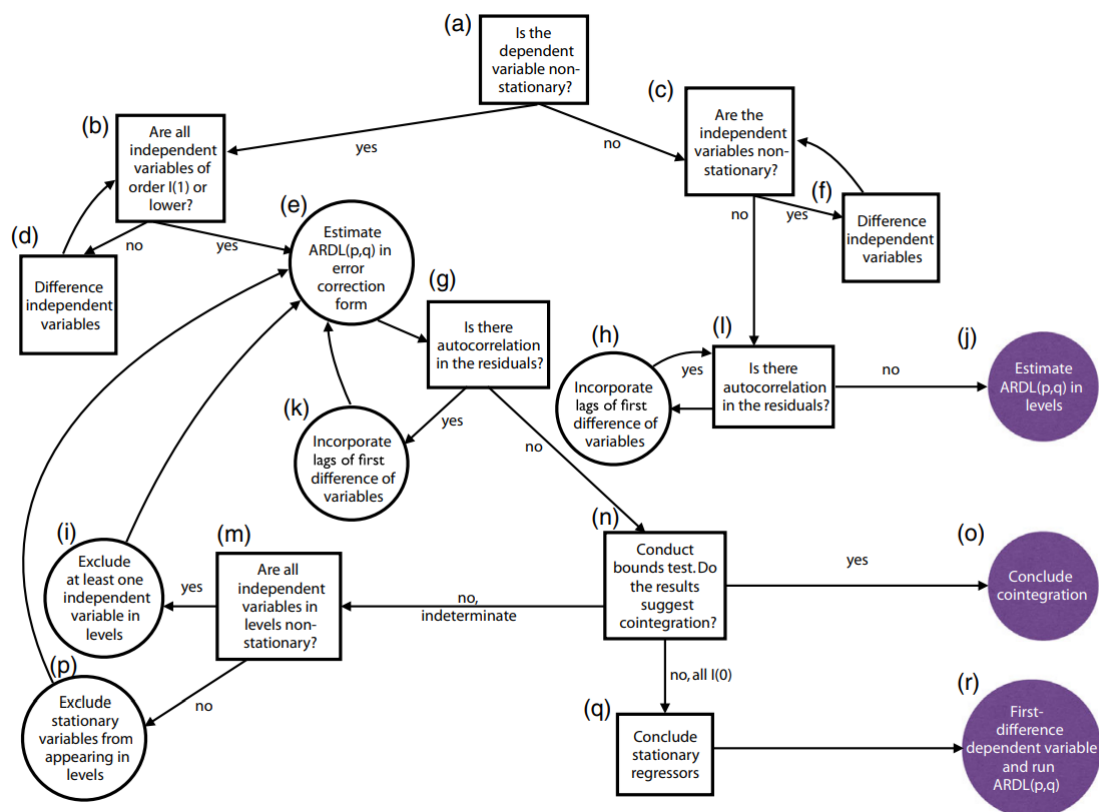 (a)
Is the
dependent
variable non-
stationary?
(b)
Are all
independent
variables of
order I(1) or
lower?
yes
no
(c)
Are the
independent
variables non-
stationary?
(d)
Difference
independent
variables
no
yes
(e)
Estimate
ARDL(p,q) in
error
correction
form
no
yes
(f)
Difference
independent
variables
(g)
Is there
autocorrelation
in the residuals?
(h)
Incorporate
lags of first
difference of
variables
yes
(l)
Is there
autocorrelation
in the residuals?
no
(j)
Estimate
ARDL(p,q) in
levels
(k)
Incorporate
lags of first
difference of
variables
yes
no
(i)
Exclude
at least one
independent
variable in
levels
yes
(m)
Are all
independent
variables in
levels non-
stationary?
no,
indeterminate
(n)
Conduct
bounds test. Do
the results
suggest
cointegration?
yes
(o)
Conclude
cointegration
(p)
Exclude
stationary
variables from
appearing in
levels
no
no, all I(0)
(q)
Conclude
stationary
regressors
(r)
First-
difference
dependent variable
and run
ARDL(p,q)